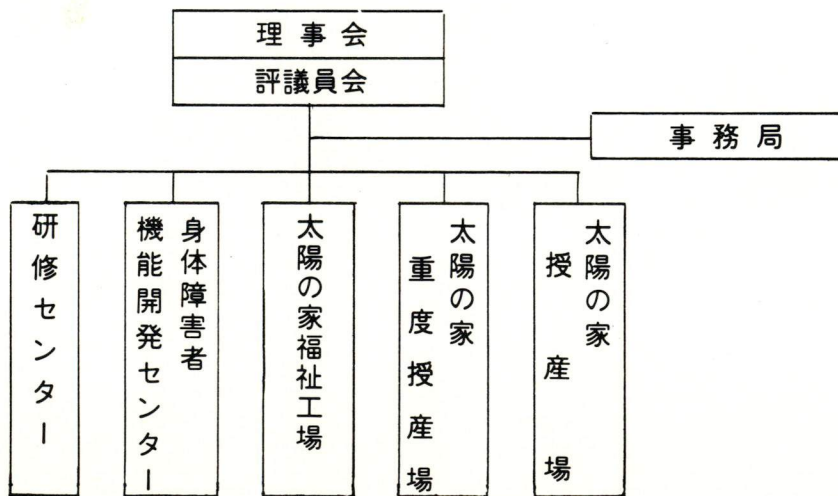 理事会
評議員会
事務局
太陽の家
授産場
太陽の家
重度授産場
太陽の家福祉工場
身体障害者
機能開発センター
研修センター